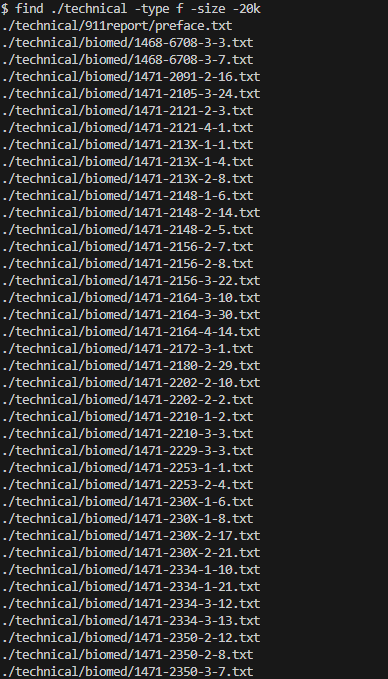 $ find ./technical -type f -size -20k
./technical/911report/preface.txt
./technical/biomed/1468-6708-3-3.txt
./technical/biomed/1468-6708-3-7.txt
./technical/biomed/1471-2091-2-16.txt
./technical/biomed/1471-2105-3-24.txt
./technical/biomed/1471-2121-2-3.txt
./technical/biomed/1471-2121-4-1.txt
./technical/biomed/1471-213X-1-1.txt
./technical/biomed/1471-213X-1-4.txt
./technical/biomed/1471-213X-2-8.txt
./technical/biomed/1471-2148-1-6.txt
./technical/biomed/1471-2148-2-14.txt
./technical/biomed/1471-2148-2-5.txt
./technical/biomed/1471-2156-2-7.txt
./technical/biomed/1471-2156-2-8.txt
./technical/biomed/1471-2156-3-22.txt
./technical/biomed/1471-2164-3-10.txt
./technical/biomed/1471-2164-3-30.txt
./technical/biomed/1471-2164-4-14.txt
./technical/biomed/1471-2172-3-1.txt
./technical/biomed/1471-2180-2-29.txt
./technical/biomed/1471-2202-2-10.txt
./technical/biomed/1471-2202-2-2.txt
./technical/biomed/1471-2210-1-2.txt
./technical/biomed/1471-2210-3-3.txt
./technical/biomed/1471-2229-3-3.txt
./technical/biomed/1471-2253-1-1.txt
./technical/biomed/1471-2253-2-4.txt
./technical/biomed/1471-230X-1-6.txt
./technical/biomed/1471-230X-1-8.txt
./technical/biomed/1471-230X-2-17.txt
./technical/biomed/1471-230X-2-21.txt
./technical/biomed/1471-2334-1-10.txt
./technical/biomed/1471-2334-1-21.txt
./technical/biomed/1471-2334-3-12.txt
./technical/biomed/1471-2334-3-13.txt
./technical/biomed/1471-2350-2-12.txt
./technical/biomed/1471-2350-2-8.txt
./technical/biomed/1471-2350-3-7.txt